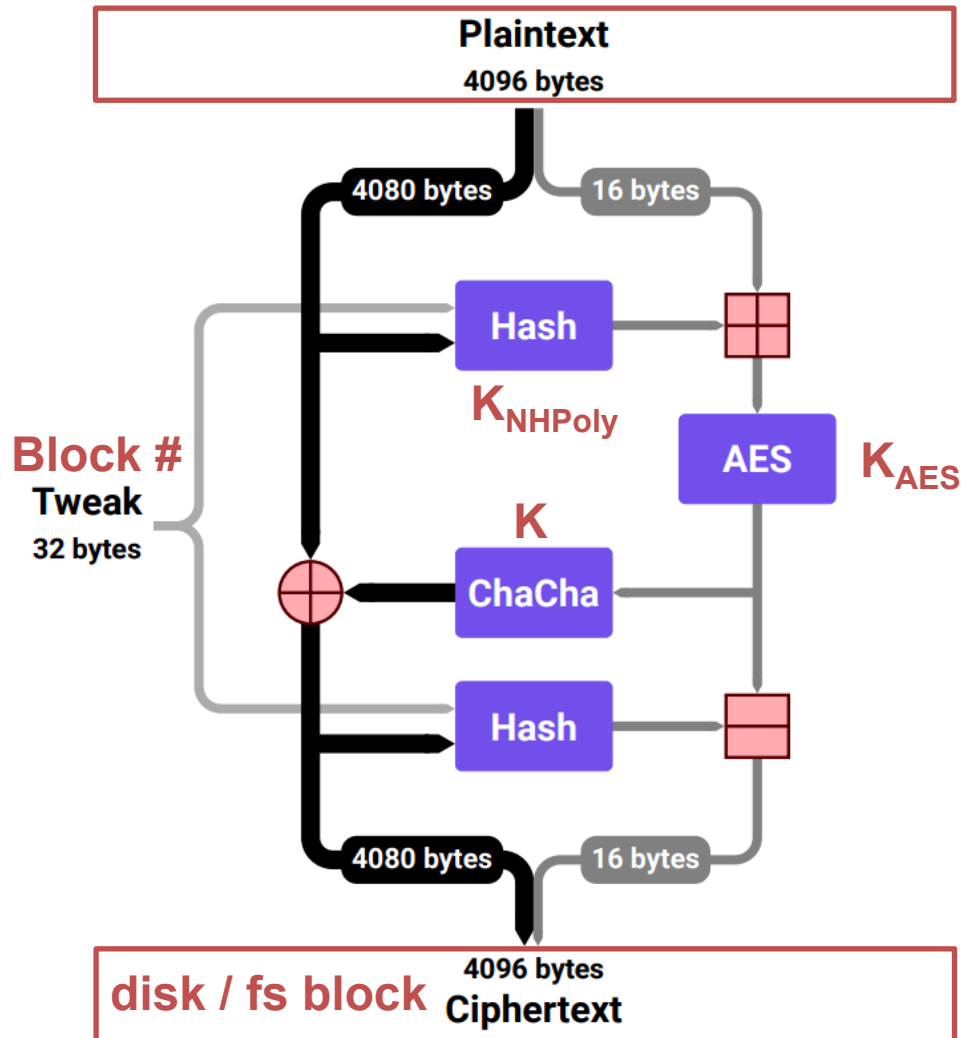 Plaintext
4096 bytes
4080 bytes
16 bytes
Hash
KNHPoly
Block #
Tweak
32 bytes
AES
KAES
K
ChaCha
Hash
4080 bytes
16 bytes
4096 bytes
disk / fs block
Ciphertext